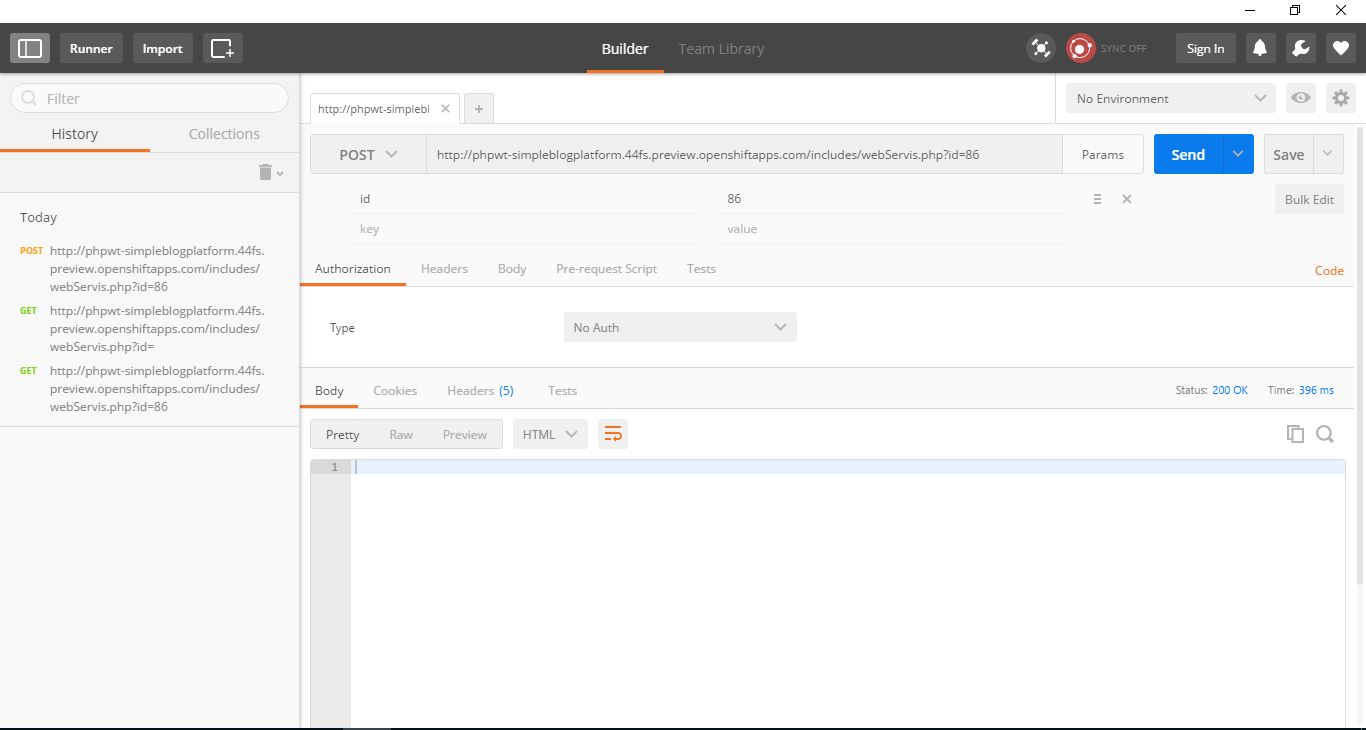 Runner
Import
Builder
Team Library
SYNC OFF
Sign In
Filter
History
Collections
Today
POST http://phpwt-simpleblogplatform.44fs.
preview.openshiftapps.com/includes/
webServis.php?id=86
GET http://phpwt-simpleblogplatform.44fs.
preview.openshiftapps.com/includes/
webServis.php?id=
GET http://phpwt-simpleblogplatform.44fs.
preview.openshiftapps.com/includes/
webServis.php?id=86
http://phpwt-simplebl
No Environment
POST http://phpwt-simpleblogplatform.44fs.preview.openshiftapps.com/includes/webServis.php?id=86 Params Send Save
id 86 Bulk Edit
key value
Authorization Headers Body Pre-request Script Tests Code
Type No Auth
Body Cookies Headers (5) Tests Status: 200 OK Time: 396 ms
Pretty Raw Preview HTML
1